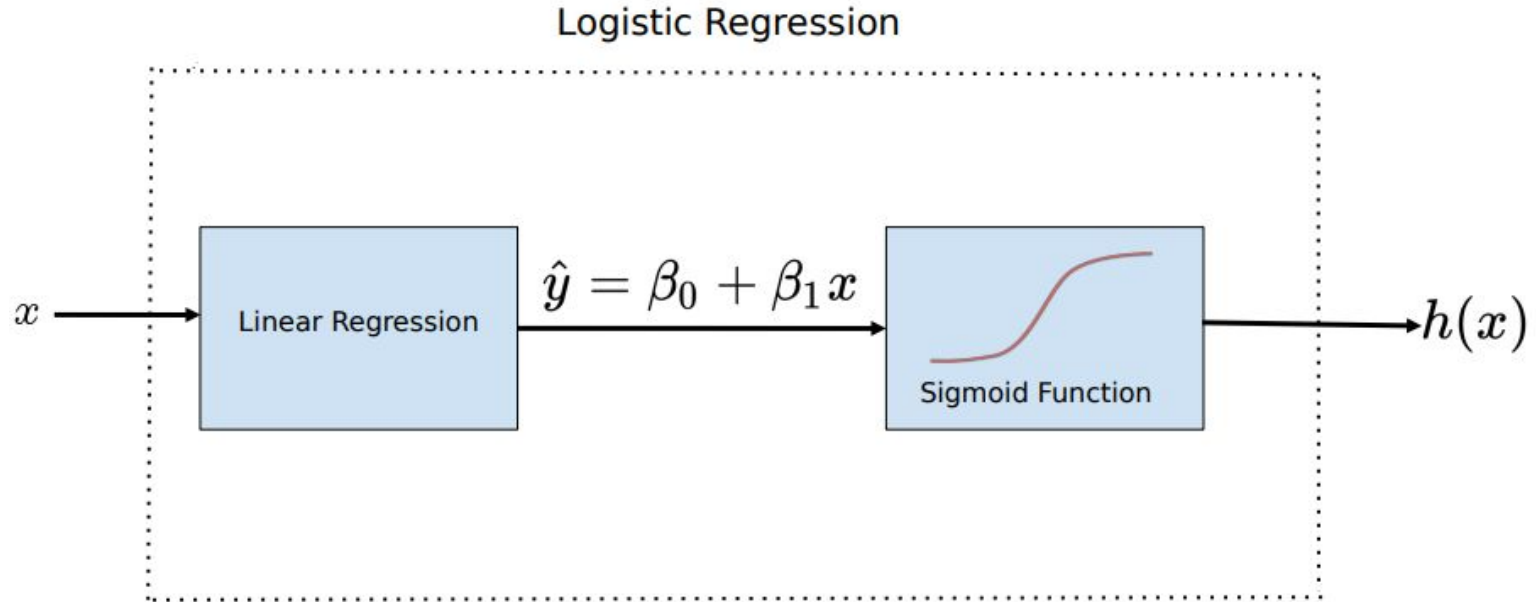 Logistic Regression
x
Linear Regression
ŷ = β₀ + β₁x
Sigmoid Function
h(x)